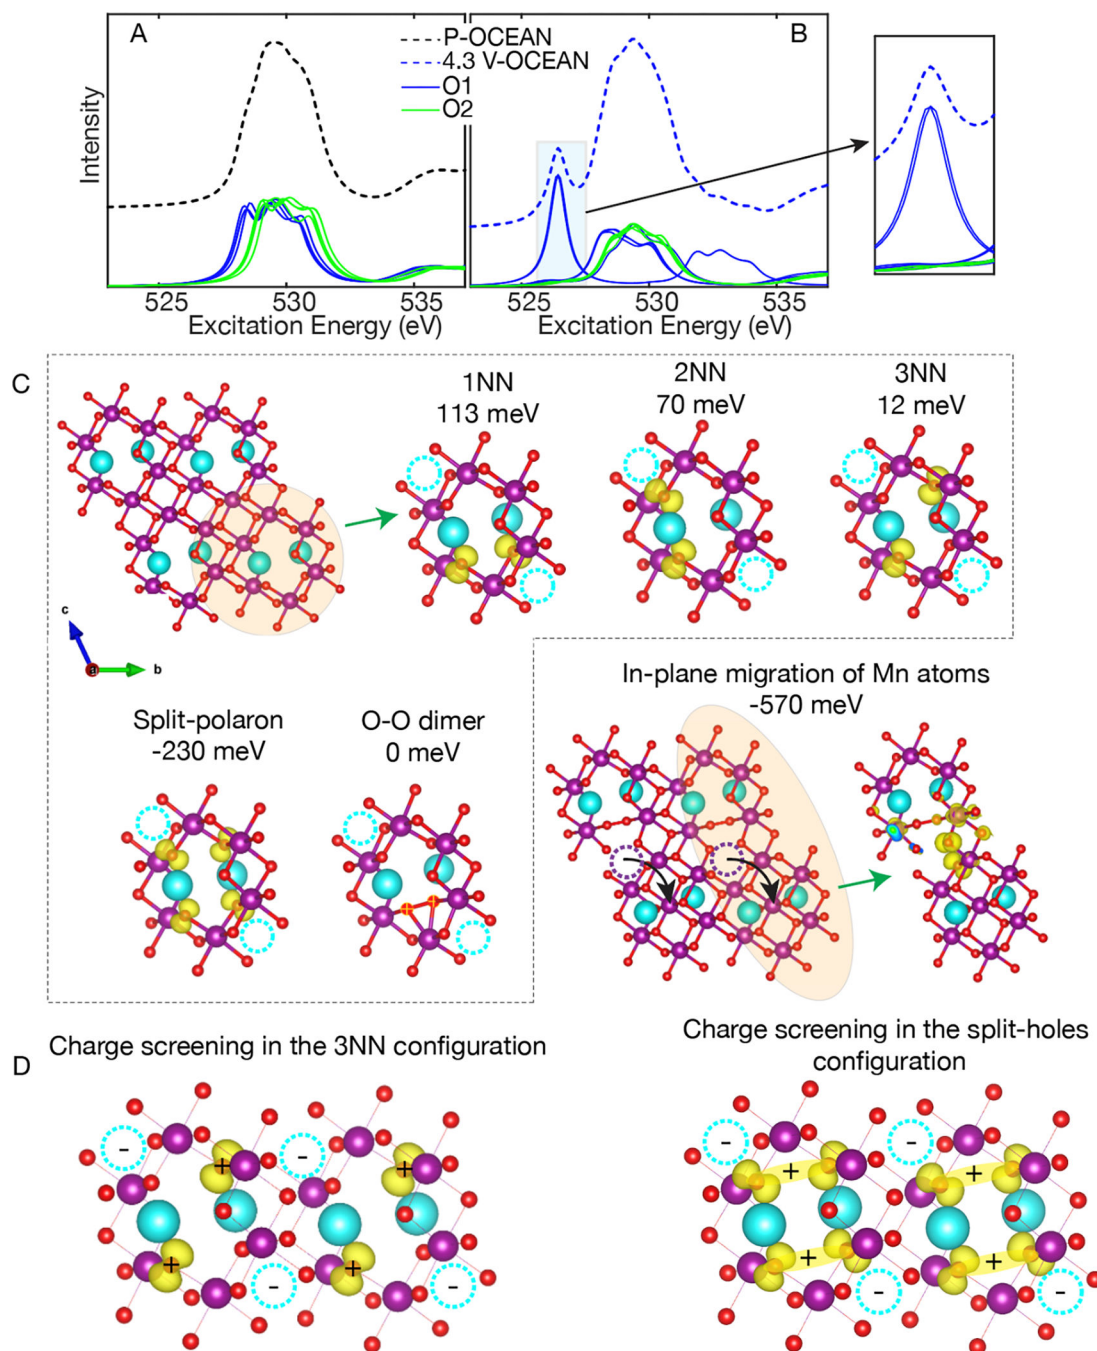 A
B
P-OCEAN
4.3 V-OCEAN
O1
O2
Intensity
525
530
535
525
530
535
Excitation Energy (eV)
Excitation Energy (eV)
C
1NN
113 meV
2NN
70 meV
3NN
12 meV
c
a
b
Split-polaron
-230 meV
O-O dimer
0 meV
In-plane migration of Mn atoms
-570 meV
D
Charge screening in the 3NN configuration
Charge screening in the split-holes
configuration
- + - +
+ - + -
- + - +
+ - + -